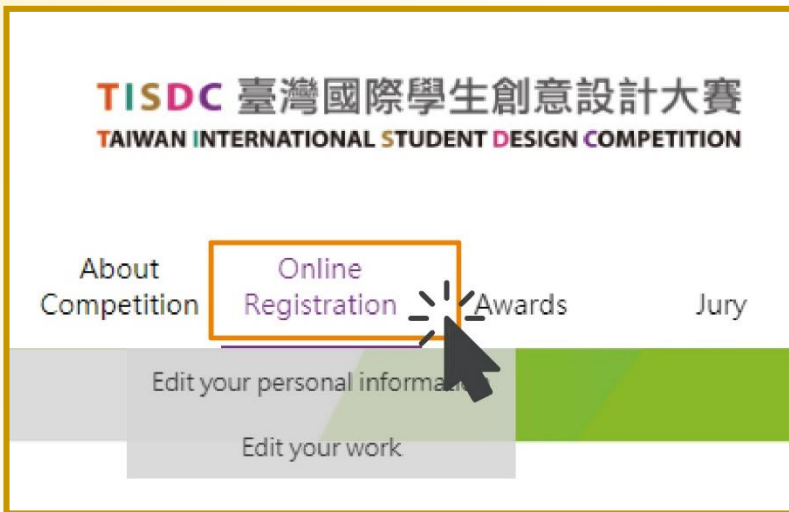 TISDC 臺灣國際學生創意設計大賽
TAIWAN INTERNATIONAL STUDENT DESIGN COMPETITION
About
Competition
Online
Registration
Awards
Jury
Edit your personal information
Edit your work